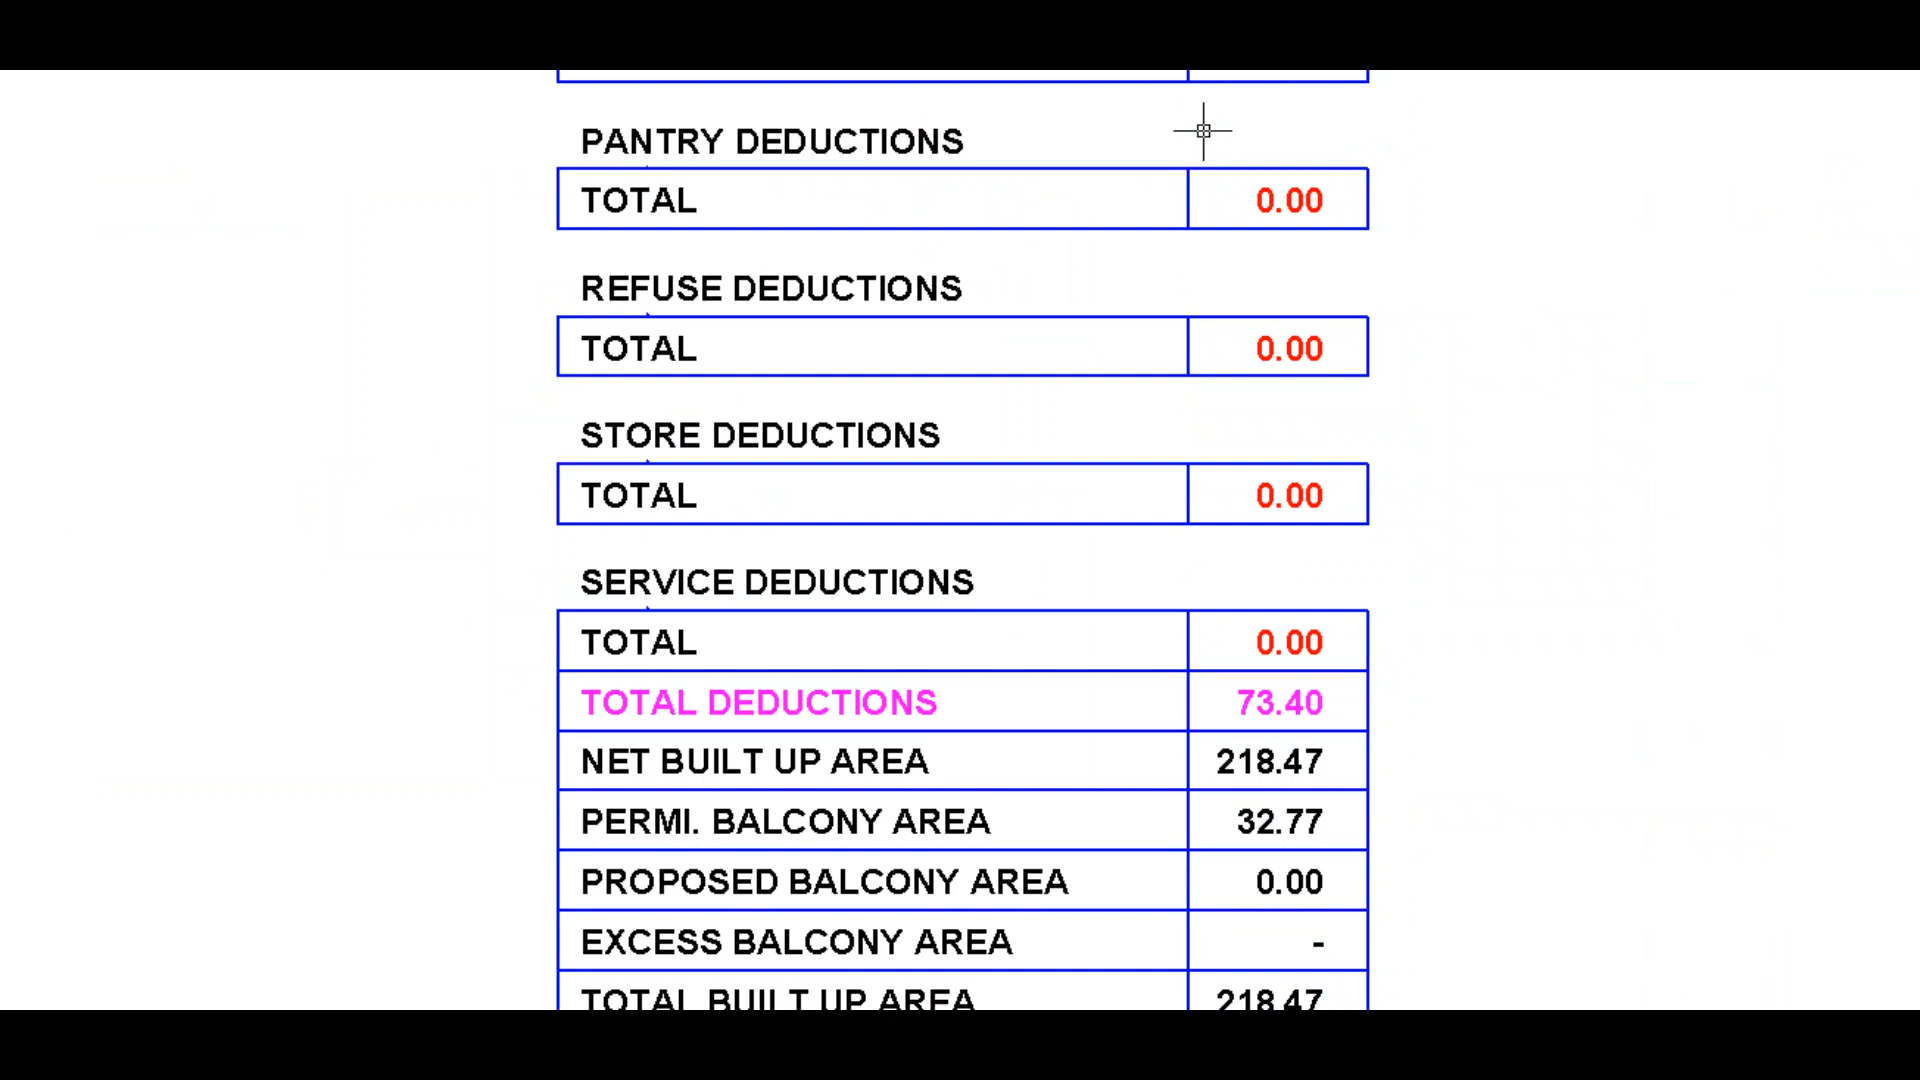 PANTRY DEDUCTIONS
TOTAL 0.00
REFUSE DEDUCTIONS
TOTAL 0.00
STORE DEDUCTIONS
TOTAL 0.00
SERVICE DEDUCTIONS
TOTAL 0.00
TOTAL DEDUCTIONS 73.40
NET BUILT UP AREA 218.47
PERMI. BALCONY AREA 32.77
PROPOSED BALCONY AREA 0.00
EXCESS BALCONY AREA -
TOTAL BUILT UP AREA 218.47